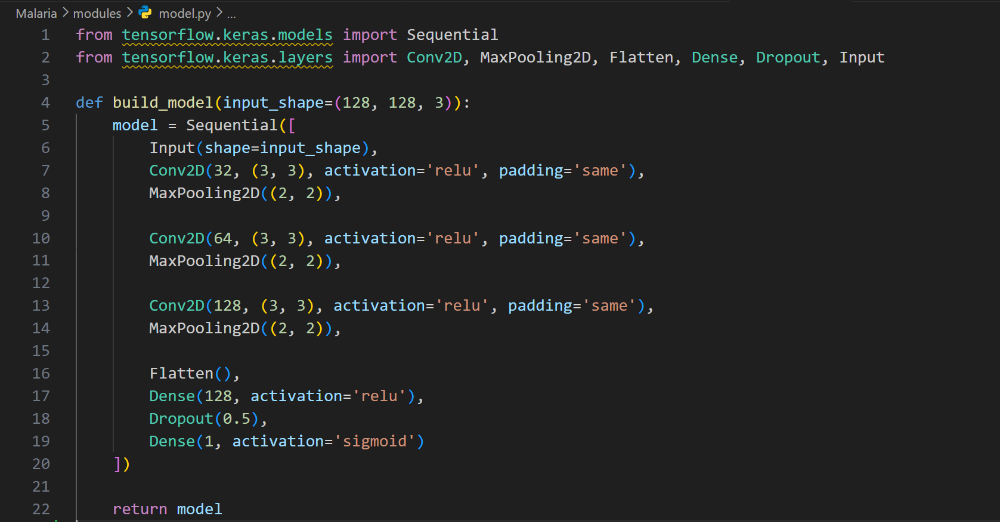 Malaria > modules > model.py > ...
1 from tensorflow.keras.models import Sequential
2 from tensorflow.keras.layers import Conv2D, MaxPooling2D, Flatten, Dense, Dropout, Input
3
4 def build_model(input_shape=(128, 128, 3)):
5     model = Sequential([
6         Input(shape=input_shape),
7         Conv2D(32, (3, 3), activation='relu', padding='same'),
8         MaxPooling2D((2, 2)),
9
10         Conv2D(64, (3, 3), activation='relu', padding='same'),
11         MaxPooling2D((2, 2)),
12
13         Conv2D(128, (3, 3), activation='relu', padding='same'),
14         MaxPooling2D((2, 2)),
15
16         Flatten(),
17         Dense(128, activation='relu'),
18         Dropout(0.5),
19         Dense(1, activation='sigmoid')
20     ])
21
22     return model